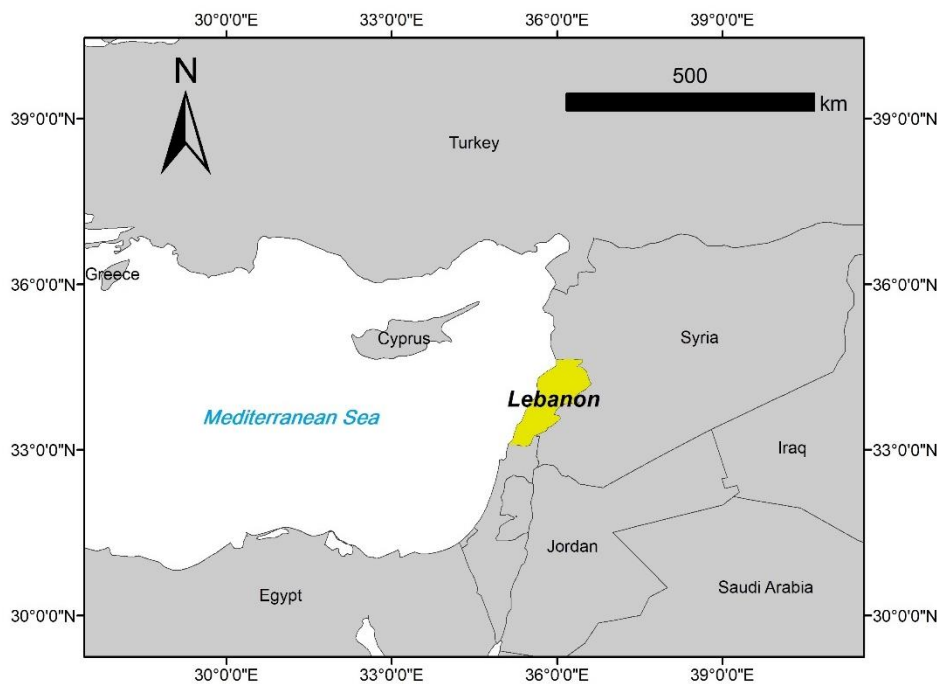 30°0'0"E 33°0'0"E 36°0'0"E 39°0'0"E
N
500
km
39°0'0"N 39°0'0"N
Turkey
Greece
36°0'0"N 36°0'0"N
Cyprus
Syria
Lebanon
Mediterranean Sea
33°0'0"N 33°0'0"N
Iraq
Jordan
Saudi Arabia
Egypt
30°0'0"N 30°0'0"N
30°0'0"E 33°0'0"E 36°0'0"E 39°0'0"E